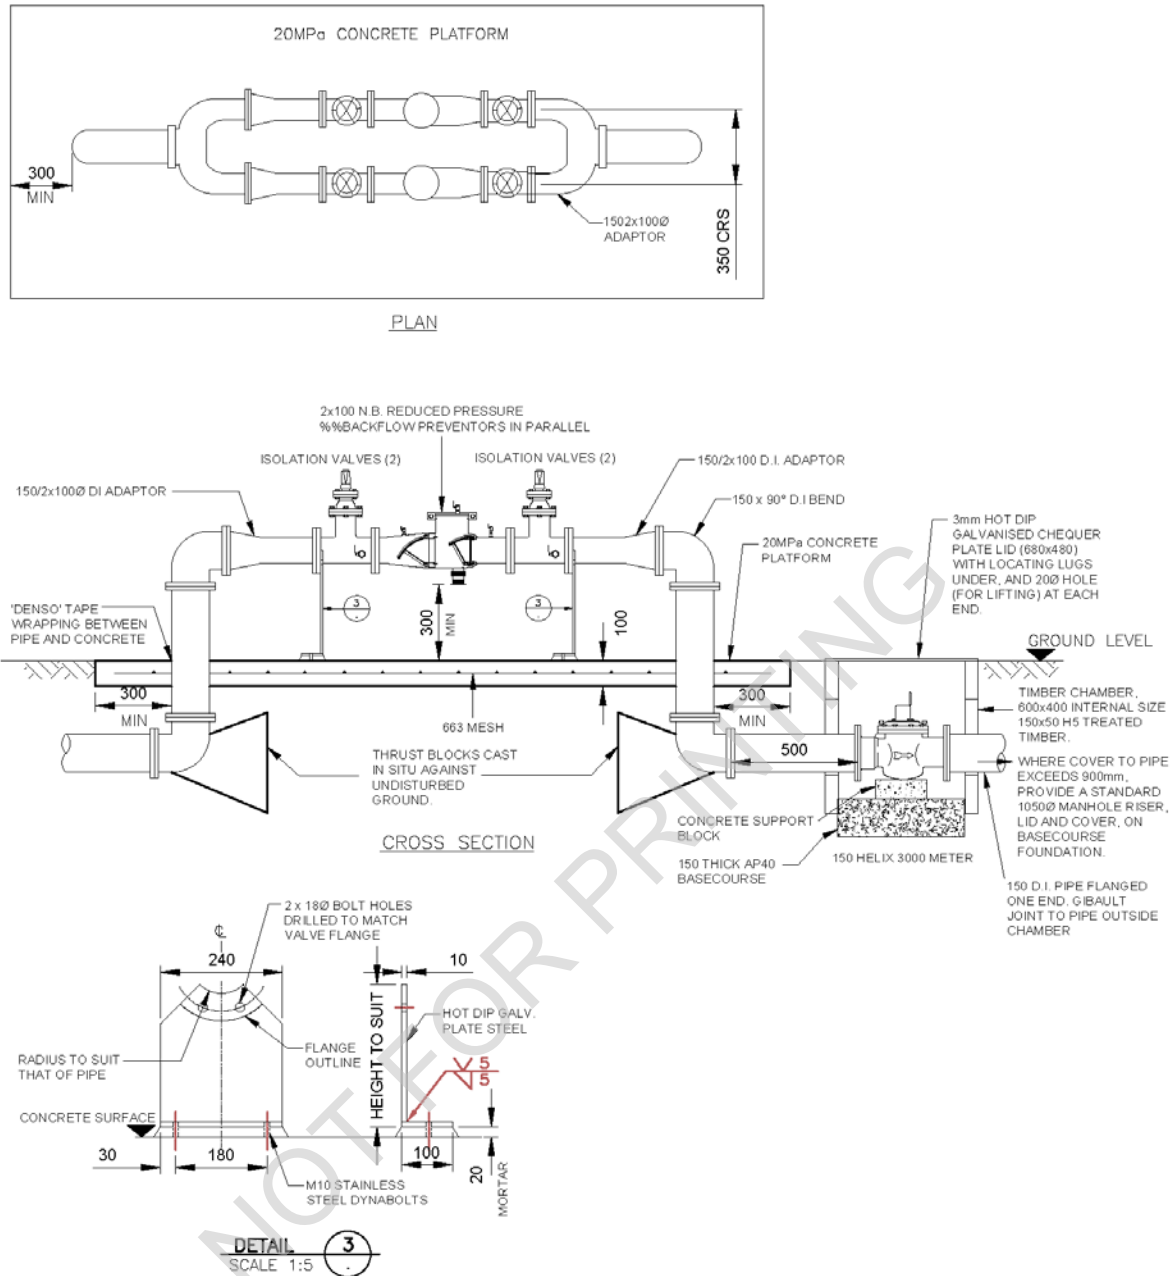 20MPa CONCRETE PLATFORM
300
MIN
1502x100Ø
ADAPTOR
350 CRS
PLAN
2x100 N.B. REDUCED PRESSURE
%%BACKFLOW PREVENTORS IN PARALLEL
ISOLATION VALVES (2)
ISOLATION VALVES (2)
150/2x100Ø DI ADAPTOR
150/2x100 D.I. ADAPTOR
150 x 90° D.I BEND
20MPa CONCRETE
PLATFORM
3mm HOT DIP
GALVANISED CHEQUER
PLATE LID (680x480)
WITH LOCATING LUGS
UNDER, AND 20Ø HOLE
(FOR LIFTING) AT EACH
END.
'DENSO' TAPE
WRAPPING BETWEEN
PIPE AND CONCRETE
3
-
3
-
300
MIN
100
GROUND LEVEL
300
MIN
663 MESH
300
MIN
THRUST BLOCKS CAST
IN SITU AGAINST
UNDISTURBED
GROUND.
500
TIMBER CHAMBER,
600x400 INTERNAL SIZE
150x50 H5 TREATED
TIMBER.
WHERE COVER TO PIPE
EXCEEDS 900mm,
PROVIDE A STANDARD
1050Ø MANHOLE RISER,
LID AND COVER, ON
BASECOURSE
FOUNDATION.
CONCRETE SUPPORT
BLOCK
150 THICK AP40
BASECOURSE
150 HELIX 3000 METER
150 D.I. PIPE FLANGED
ONE END. GIBAULT
JOINT TO PIPE OUTSIDE
CHAMBER
CROSS SECTION
2 x 18Ø BOLT HOLES
DRILLED TO MATCH
VALVE FLANGE
℄
240
10
HEIGHT TO SUIT
HOT DIP GALV.
PLATE STEEL
FLANGE
OUTLINE
RADIUS TO SUIT
THAT OF PIPE
5
5
CONCRETE SURFACE
30
180
100
20
MORTAR
M10 STAINLESS
STEEL DYNABOLTS
DETAIL
SCALE 1:5
3
-
NOT FOR PRINTING